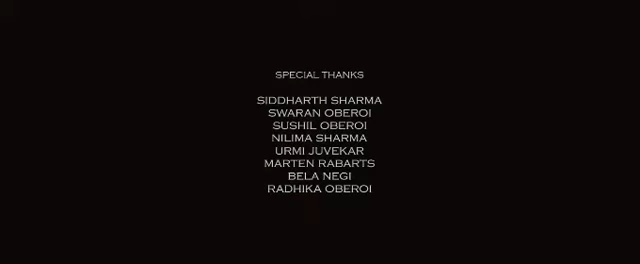 SPECIAL THANKS
SIDDHARTH SHARMA
SWARAN OBEROI
SUSHIL OBEROI
NILIMA SHARMA
URMI JUVEKAR
MARTEN RABARTS
BELA NEGI
RADHIKA OBEROI